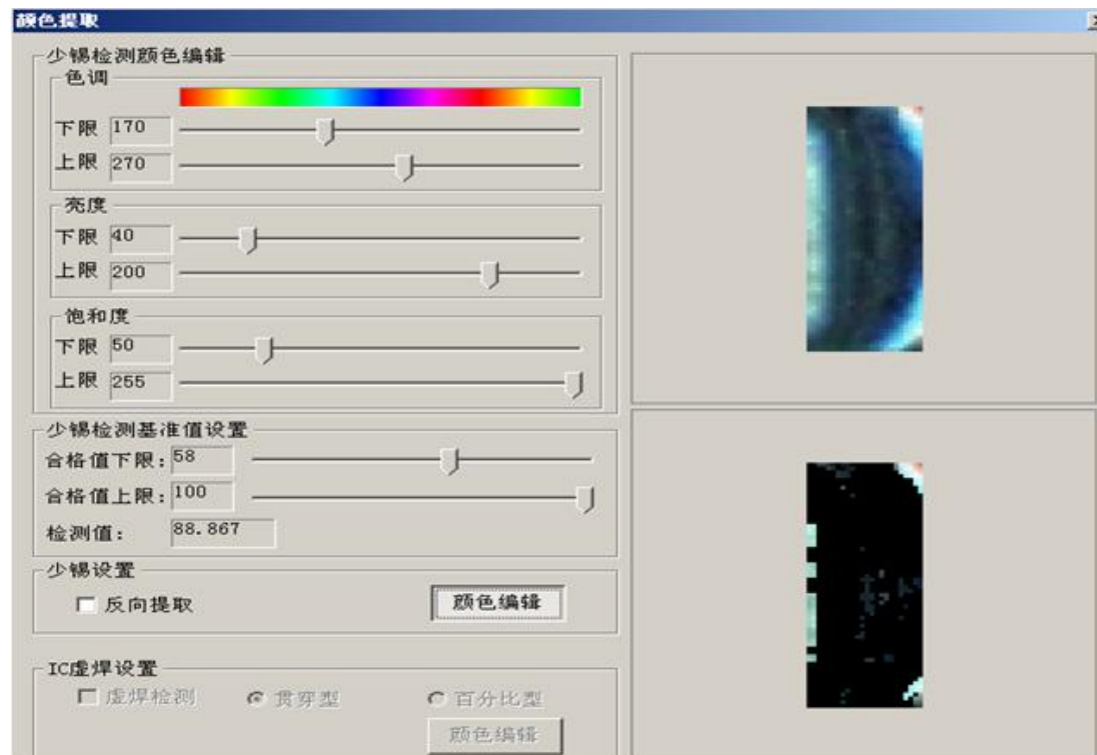 颜色提取
少锡检测颜色编辑
色调
下限 170
上限 270
亮度
下限 40
上限 200
饱和度
下限 50
上限 255
少锡检测基准值设置
合格值下限: 58
合格值上限: 100
检测值: 88.867
少锡设置
反向提取 颜色编辑
IC虚焊设置
虚焊检测 贯穿型 百分比型
颜色编辑